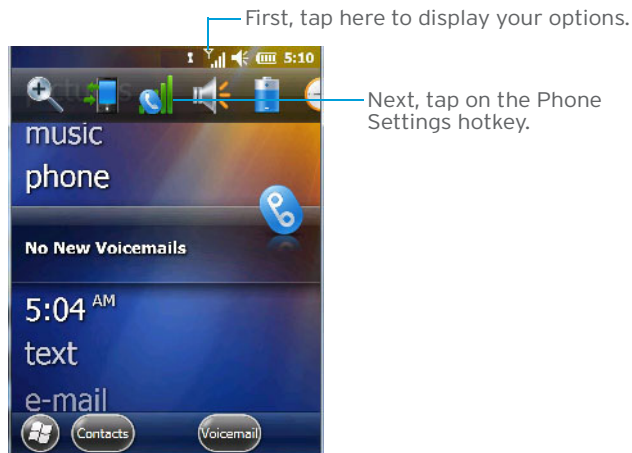 First, tap here to display your options.
5:10
pictures
Next, tap on the Phone
Settings hotkey.
music
phone
No New Voicemails
5:04 AM
text
e-mail
Contacts
Voicemail